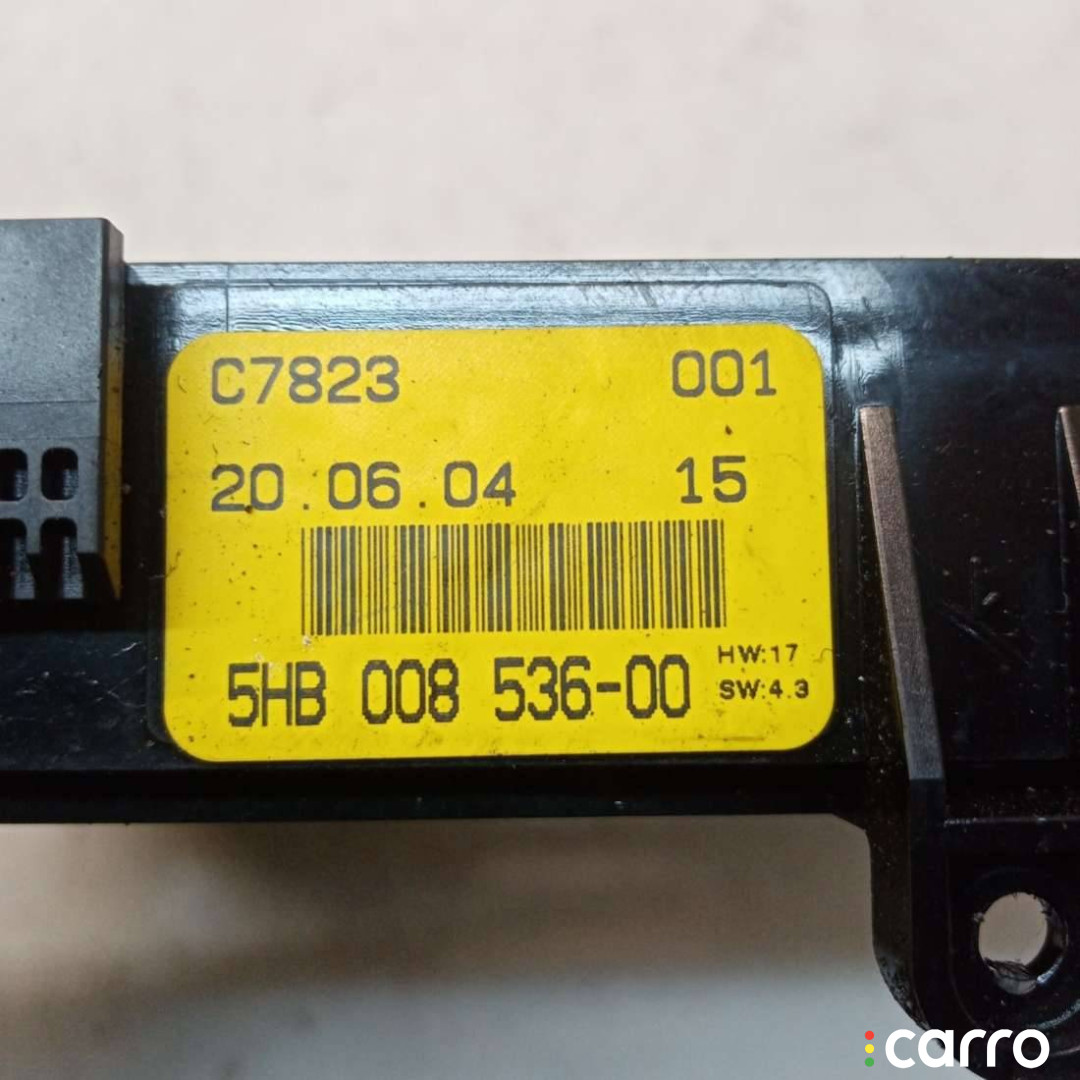 C7823 001
20.06.04 15
5HB 008 536-00 HW:17
SW:4.3
carro